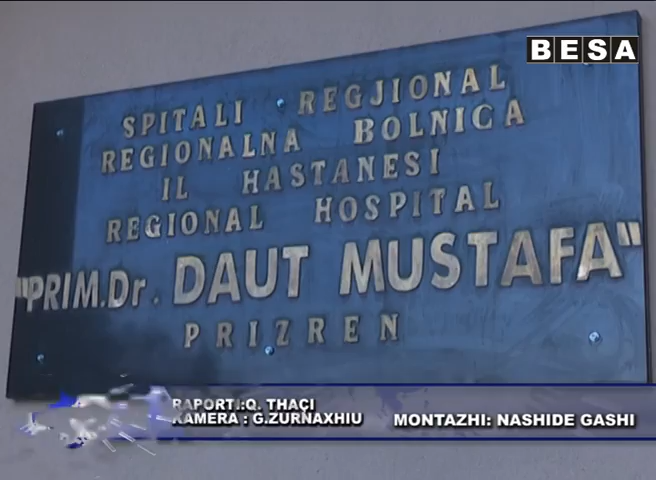 BESA
SPITALI REGJIONAL
REGIONALNA BOLNICA
IL HASTANESI
REGIONAL HOSPITAL
"PRIM.Dr. DAUT MUSTAFA"
PRIZREN
RAPORT.:Q. THAÇI
KAMERA : G.ZURNAXHIU
MONTAZHI: NASHIDE GASHI